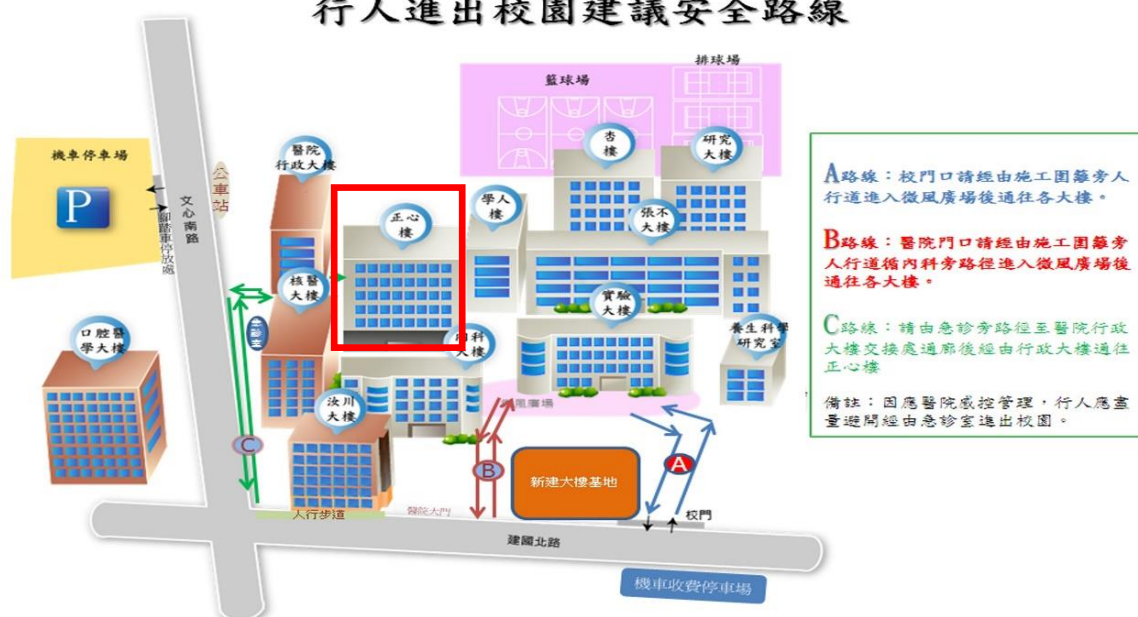 行人進出校園建議安全路線
排球場
籃球場
機車停車場
P
公車站
文心南路
腳踏車停放處
醫院
行政大樓
正心
樓
學人
樓
杏
樓
研究
大樓
張不
大樓
核醫
大樓
急診室
內科
大樓
實驗
大樓
養生科學
研究室
口腔醫
學大樓
汝川
大樓
微風廣場
C
B
A
新建大樓基地
人行步道
醫院大門
校門
建國北路
機車收費停車場
A路線：校門口請經由施工圍籬旁人
行道進入微風廣場後通往各大樓。
B路線：醫院門口請經由施工圍籬旁
人行道循內科旁路徑進入微風廣場後
通往各大樓。
C路線：請由急診旁路徑至醫院行政
大樓交接處通廊後經由行政大樓通往
正心樓
備註：因應醫院感控管理，行人應盡
量避開經由急診室進出校園。